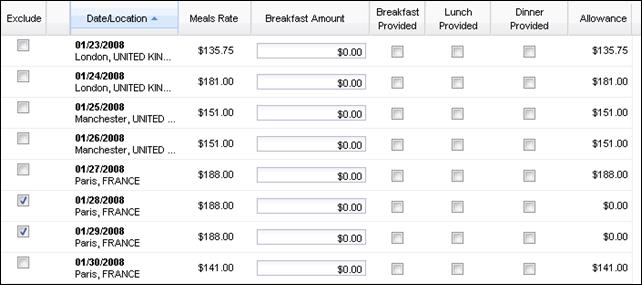 Exclude Date/Location Meals Rate Breakfast Amount Breakfast Provided Lunch Provided Dinner Provided Allowance
01/23/2008 $135.75 $0.00 $135.75
London, UNITED KIN...
01/24/2008 $181.00 $0.00 $181.00
London, UNITED KIN...
01/25/2008 $151.00 $0.00 $151.00
Manchester, UNITED ...
01/26/2008 $151.00 $0.00 $151.00
Manchester, UNITED ...
01/27/2008 $188.00 $0.00 $188.00
Paris, FRANCE
01/28/2008 $188.00 $0.00 $0.00
Paris, FRANCE
01/29/2008 $188.00 $0.00 $0.00
Paris, FRANCE
01/30/2008 $141.00 $0.00 $141.00
Paris, FRANCE